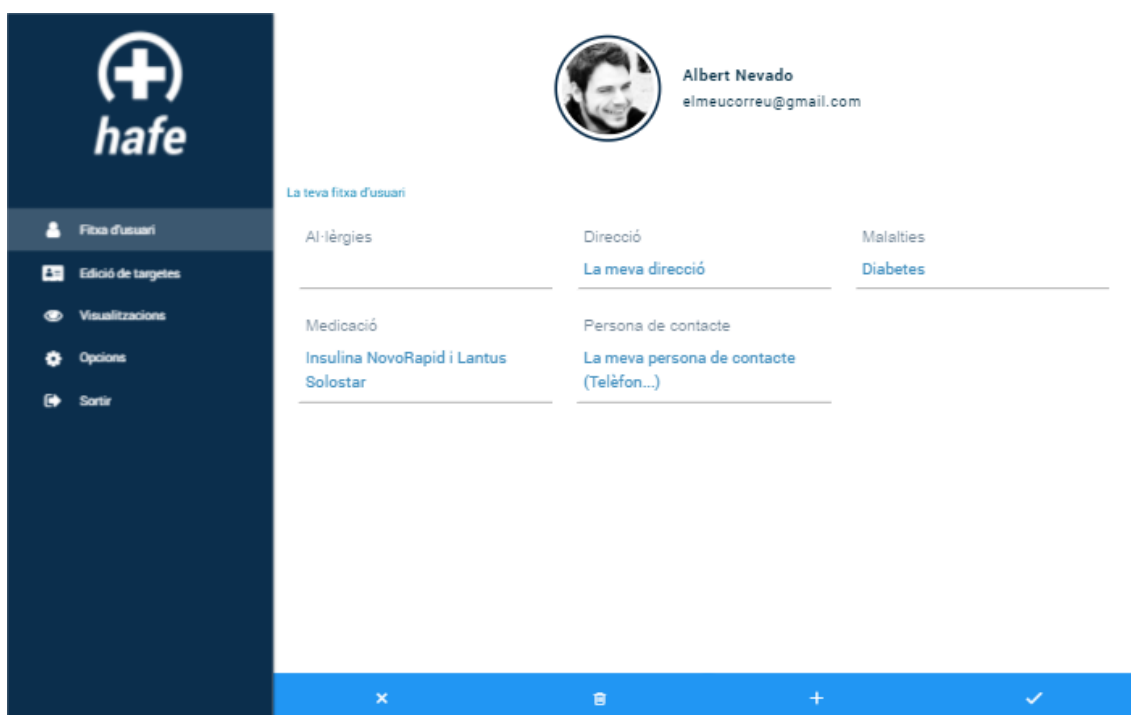 hafe
Fitxa d'usuari
Edició de targetes
Visualitzacions
Opcions
Sortir
Albert Nevado
elmeucorreu@gmail.com
La teva fitxa d'usuari
Al·lèrgies
Direcció
La meva direcció
Malalties
Diabetes
Medicació
Insulina NovoRapid i Lantus
Solostar
Persona de contacte
La meva persona de contacte
(Telèfon...)